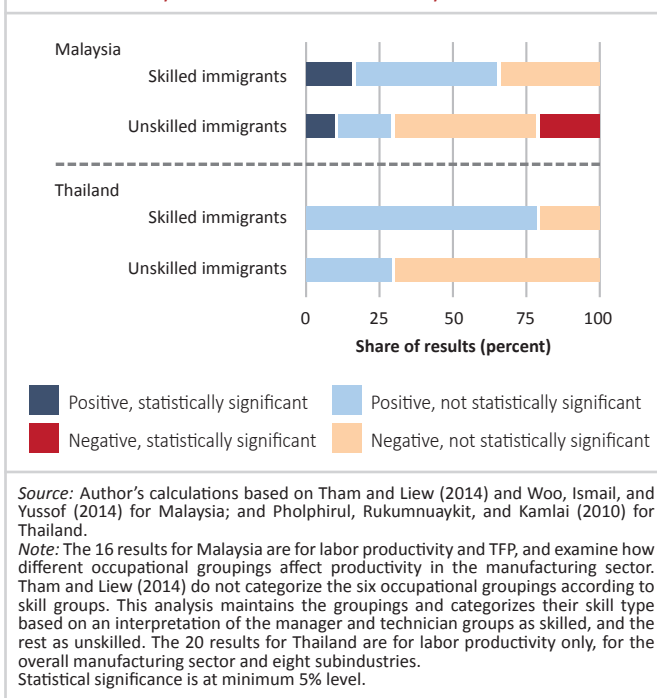 Malaysia
Skilled immigrants
Unskilled immigrants
Thailand
Skilled immigrants
Unskilled immigrants
0 25 50 75 100
Share of results (percent)
Positive, statistically significant Positive, not statistically significant
Negative, statistically significant Negative, not statistically significant
Source: Author’s calculations based on Tham and Liew (2014) and Woo, Ismail, and
Yussof (2014) for Malaysia; and Pholphirul, Rukumnuaykit, and Kamlai (2010) for
Thailand.
Note: The 16 results for Malaysia are for labor productivity and TFP, and examine how
different occupational groupings affect productivity in the manufacturing sector.
Tham and Liew (2014) do not categorize the six occupational groupings according to
skill groups. This analysis maintains the groupings and categorizes their skill type
based on an interpretation of the manager and technician groups as skilled, and the
rest as unskilled. The 20 results for Thailand are for labor productivity only, for the
overall manufacturing sector and eight subindustries.
Statistical significance is at minimum 5% level.